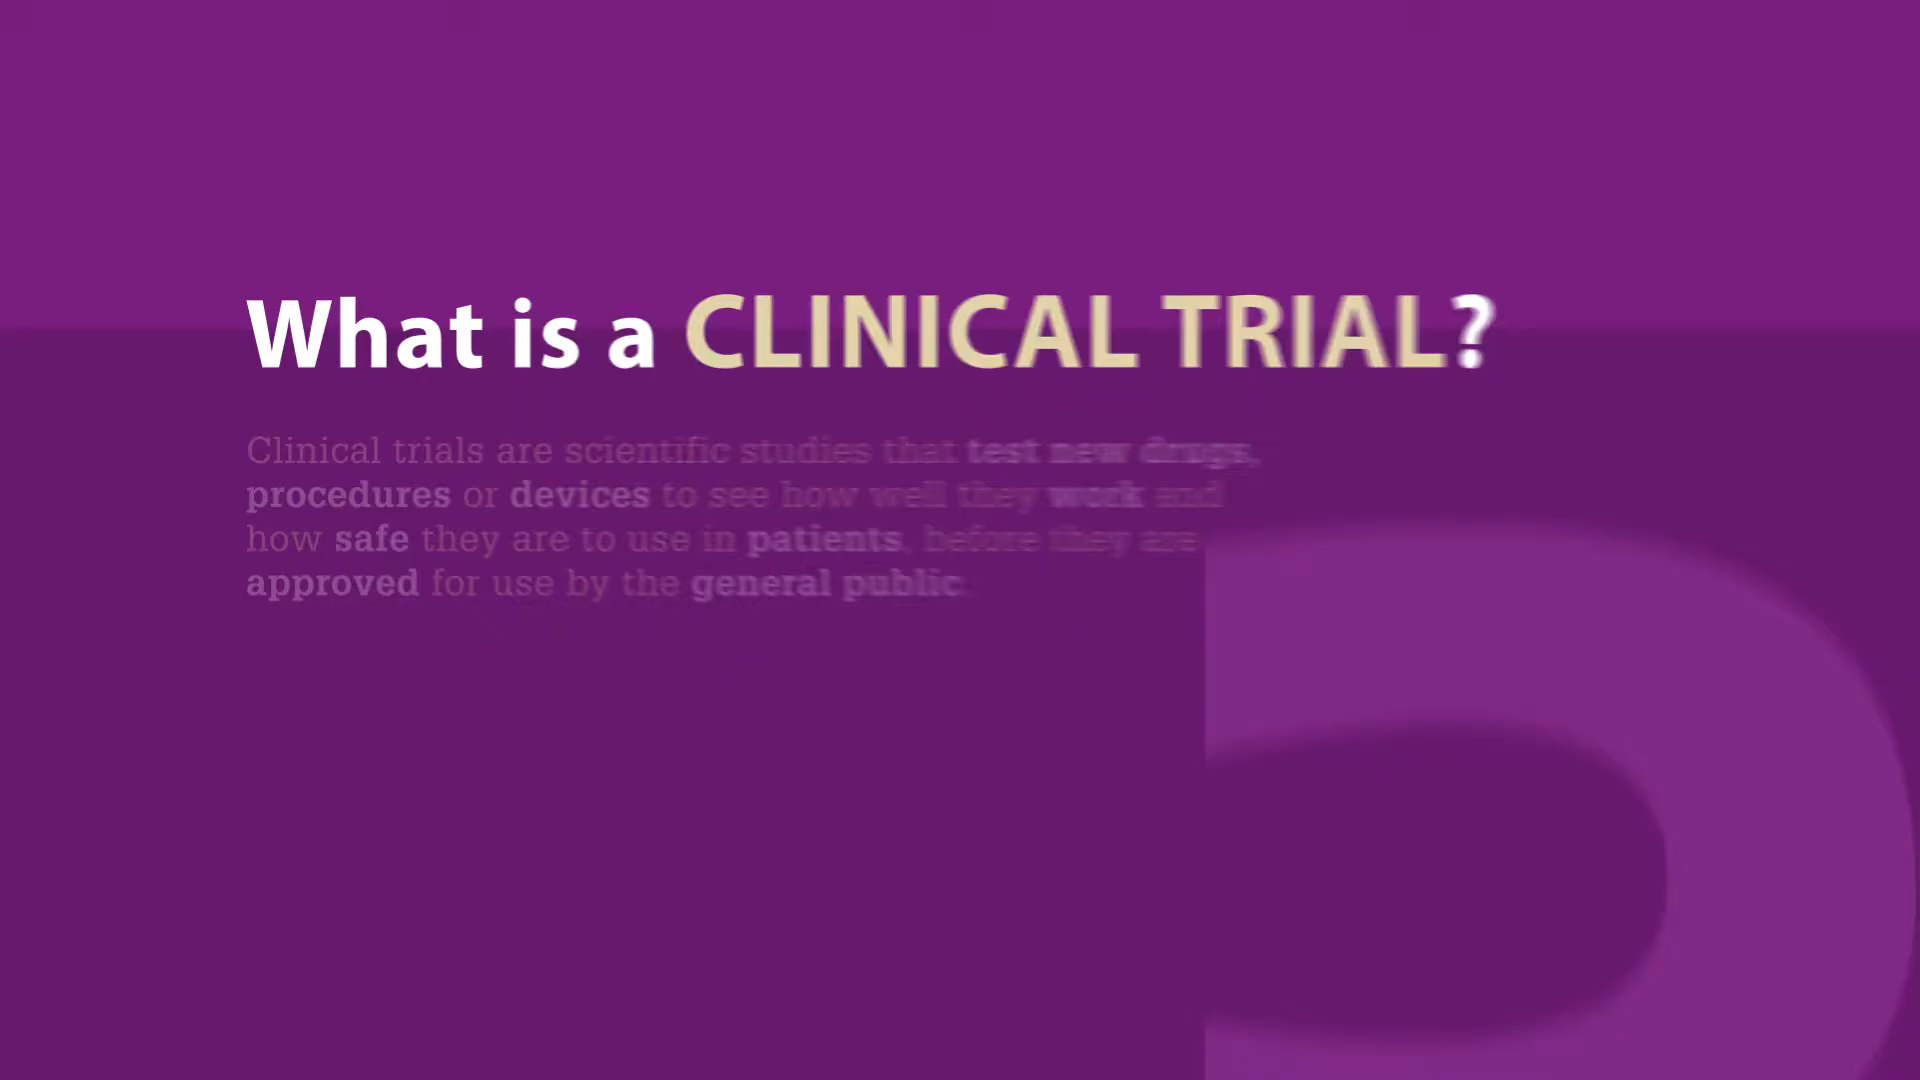 What is a CLINICAL TRIAL?
Clinical trials are scientific studies that test new drugs,
procedures or devices to see how well they work and
how safe they are to use in patients, before they are
approved for use by the general public.